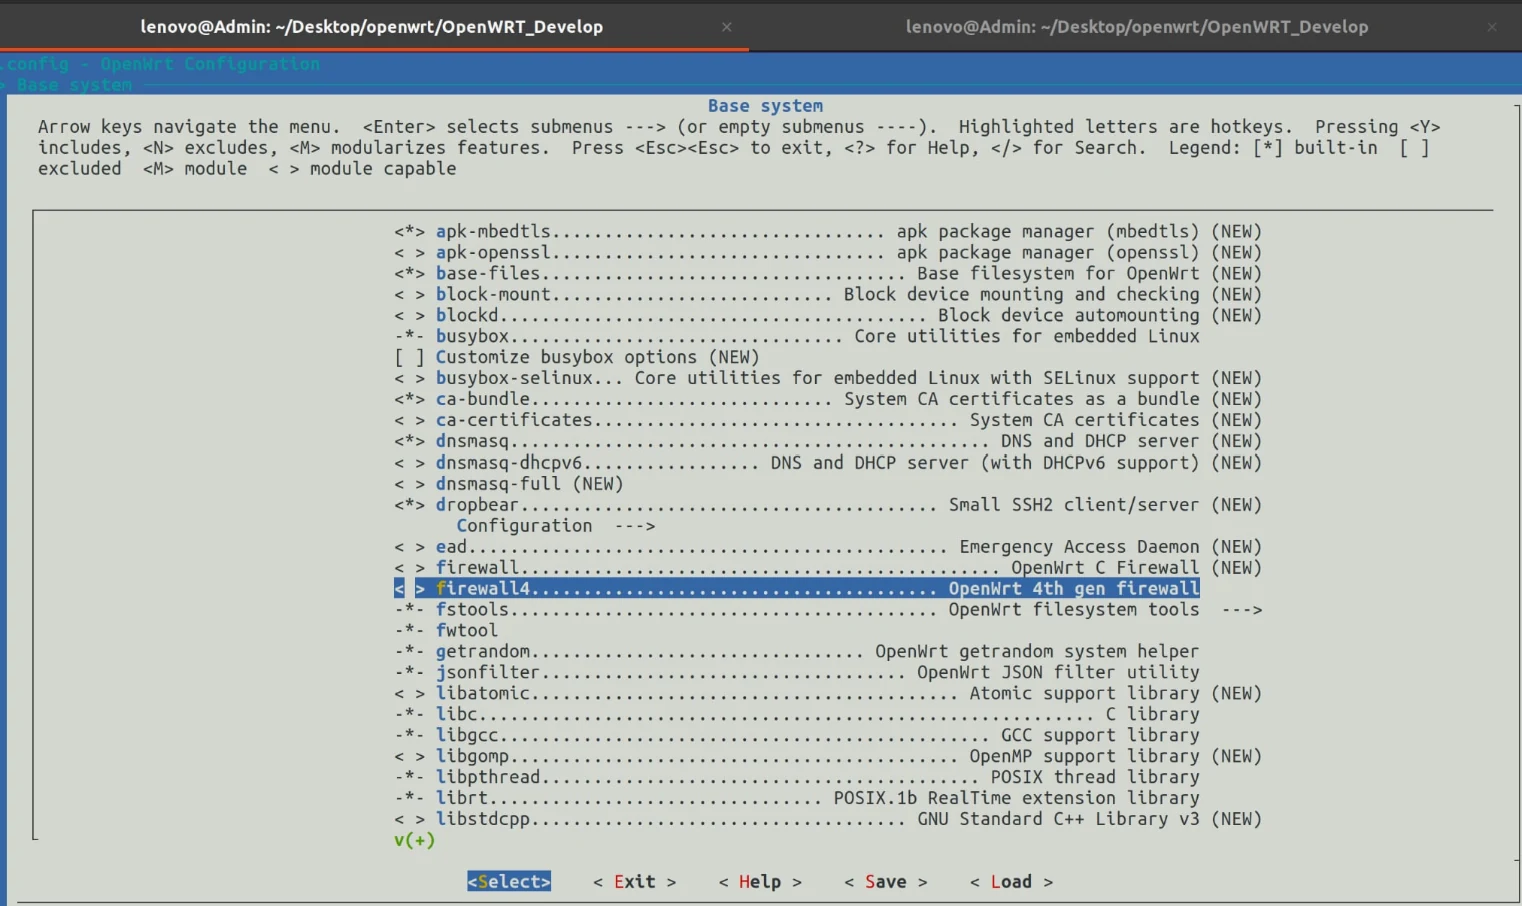 lenovo@Admin: ~/Desktop/openwrt/OpenWRT_Develop × lenovo@Admin: ~/Desktop/openwrt/OpenWRT_Develop ×
.config - OpenWrt Configuration
> Base system
Base system
Arrow keys navigate the menu.  <Enter> selects submenus ---> (or empty submenus ----).  Highlighted letters are hotkeys.  Pressing <Y>
includes, <N> excludes, <M> modularizes features.  Press <Esc><Esc> to exit, <?> for Help, </> for Search.  Legend: [*] built-in  [ ]
excluded  <M> module  < > module capable
<*> apk-mbedtls................................ apk package manager (mbedtls) (NEW)
< > apk-openssl................................ apk package manager (openssl) (NEW)
<*> base-files................................... Base filesystem for OpenWrt (NEW)
< > block-mount........................... Block device mounting and checking (NEW)
< > blockd......................................... Block device automounting (NEW)
-*- busybox................................ Core utilities for embedded Linux
[ ] Customize busybox options (NEW)
< > busybox-selinux... Core utilities for embedded Linux with SELinux support (NEW)
<*> ca-bundle............................. System CA certificates as a bundle (NEW)
< > ca-certificates................................... System CA certificates (NEW)
<*> dnsmasq.............................................. DNS and DHCP server (NEW)
< > dnsmasq-dhcpv6................. DNS and DHCP server (with DHCPv6 support) (NEW)
< > dnsmasq-full (NEW)
<*> dropbear........................................ Small SSH2 client/server (NEW)
Configuration  --->
< > ead.............................................. Emergency Access Daemon (NEW)
< > firewall.............................................. OpenWrt C Firewall (NEW)
< > firewall4....................................... OpenWrt 4th gen firewall
-*- fstools......................................... OpenWrt filesystem tools  --->
-*- fwtool
-*- getrandom................................ OpenWrt getrandom system helper
-*- jsonfilter................................... OpenWrt JSON filter utility
< > libatomic......................................... Atomic support library (NEW)
-*- libc........................................................... C library
-*- libgcc............................................... GCC support library
< > libgomp........................................... OpenMP support library (NEW)
-*- libpthread.......................................... POSIX thread library
-*- librt................................ POSIX.1b RealTime extension library
< > libstdcpp.................................... GNU Standard C++ Library v3 (NEW)
v(+)
<Select>    < Exit >    < Help >    < Save >    < Load >